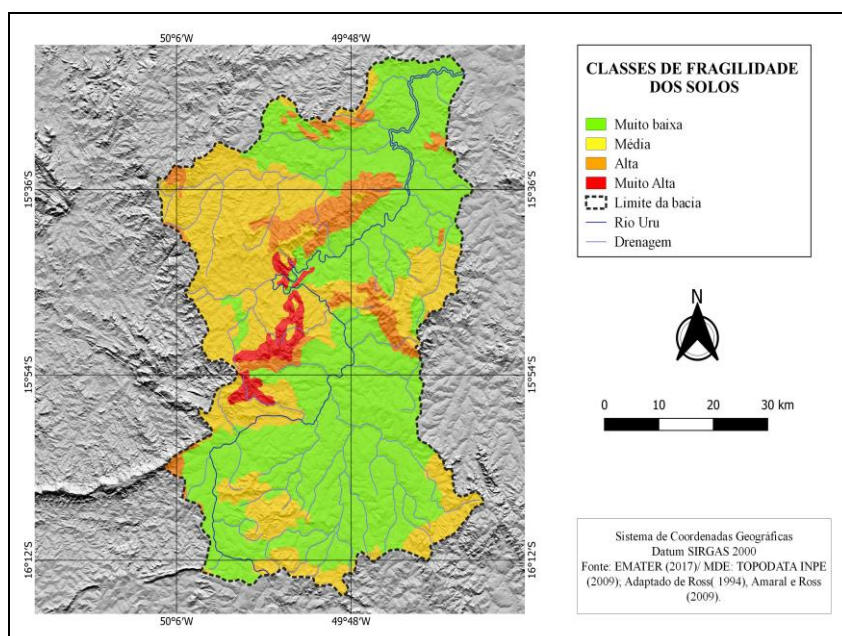 50°6′W
49°48′W
CLASSES DE FRAGILIDADE
DOS SOLOS
Muito baixa
Média
Alta
Muito Alta
Limite da bacia
Rio Uru
Drenagem
15°36′S
15°36′S
N
15°54′S
15°54′S
0
10
20
30 km
16°12′S
16°12′S
Sistema de Coordenadas Geográficas
Datum SIRGAS 2000
Fonte: EMATER (2017)/ MDE: TOPODATA INPE
(2009); Adaptado de Ross( 1994), Amaral e Ross
(2009).
50°6′W
49°48′W